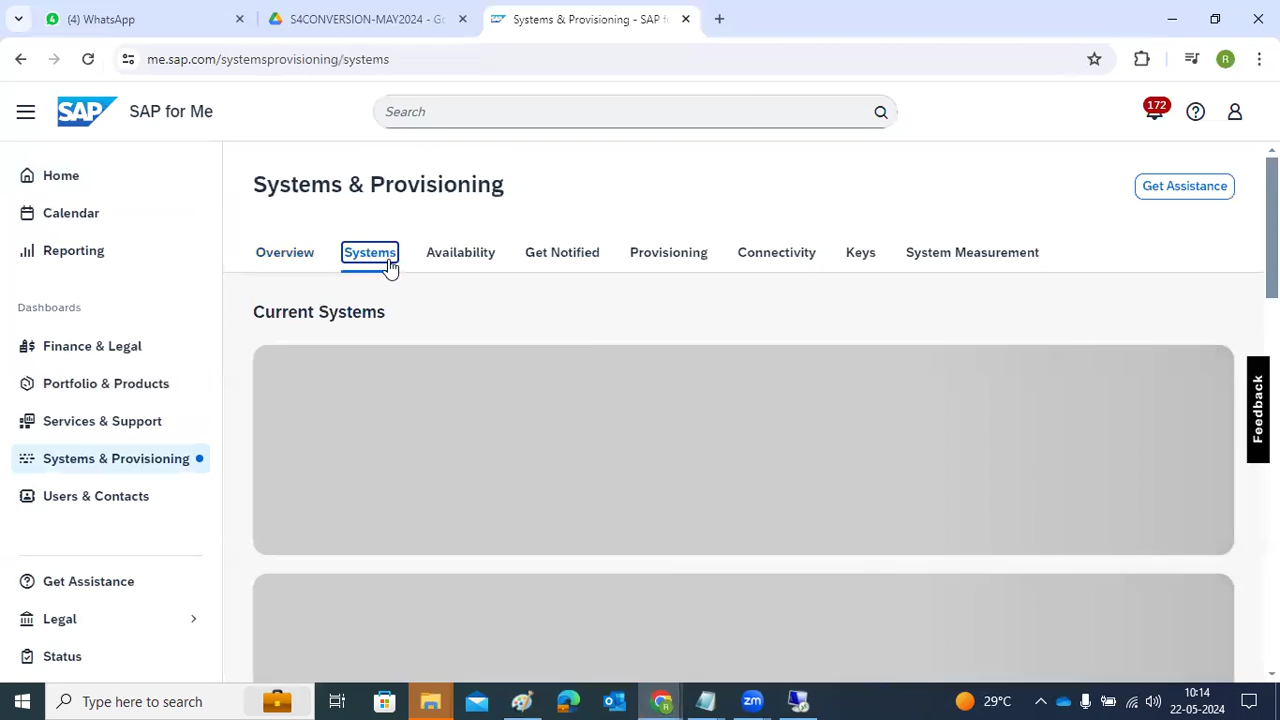 (4) WhatsApp
S4CONVERSION-MAY2024 - Go
Systems & Provisioning - SAP f
me.sap.com/systemsprovisioning/systems
R
SAP
SAP for Me
Search
172
Home
Calendar
Reporting
Dashboards
Finance & Legal
Portfolio & Products
Services & Support
Systems & Provisioning
Users & Contacts
Get Assistance
Legal
Status
Systems & Provisioning
Get Assistance
Overview
Systems
Availability
Get Notified
Provisioning
Connectivity
Keys
System Measurement
Current Systems
Feedback
Type here to search
29°C
10:14
22-05-2024